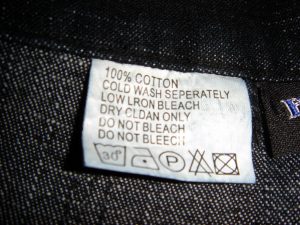 100% COTTON
COLD WASH SEPERATELY
LOW LRON BLEACH
DRY CLDAN ONLY
DO NOT BLEACH
DO NOT BLEECH
30° P